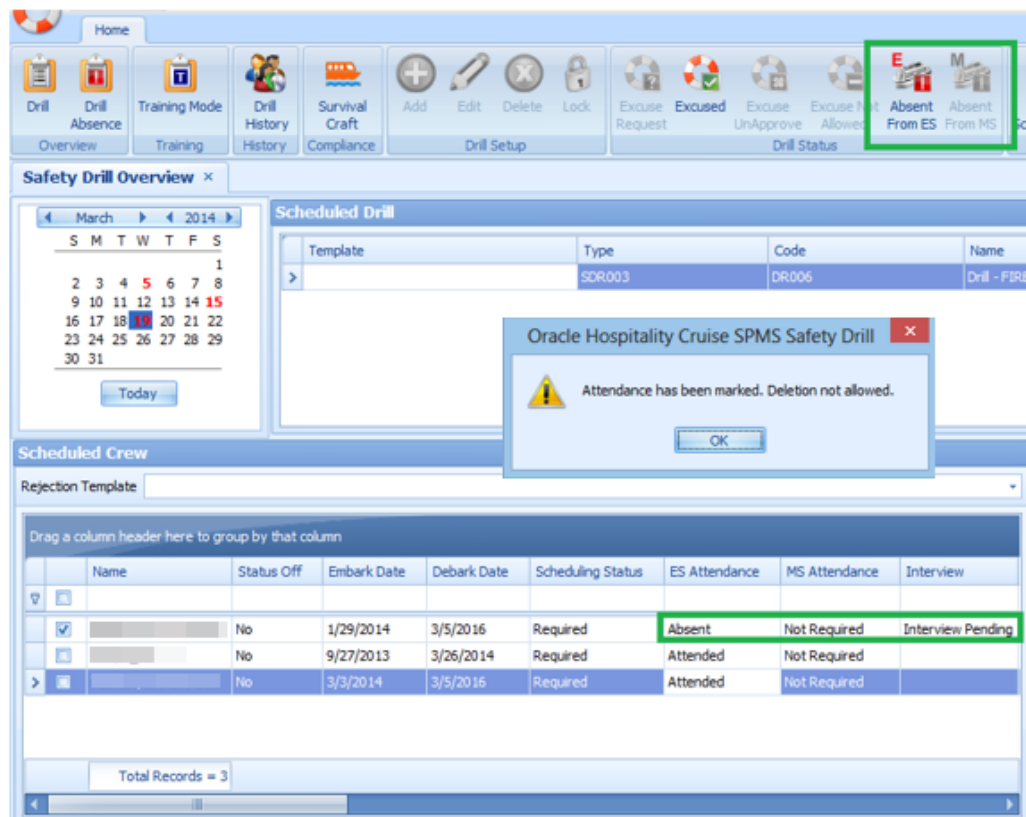 Home
E M
Drill Drill Absence Training Mode Drill History Survival Craft Add Edit Delete Lock Excuse Request Excused Excuse UnApprove Excuse Not Allowed Absent From ES Absent From MS
Overview Training History Compliance Drill Setup Drill Status
Safety Drill Overview ×
March 2014
S M T W T F S
1
2 3 4 5 6 7 8
9 10 11 12 13 14 15
16 17 18 19 20 21 22
23 24 25 26 27 28 29
30 31
Today
Scheduled Drill
Template Type Code Name
SDR003 DR006 Drill - FIRE
Oracle Hospitality Cruise SPMS Safety Drill ×
Attendance has been marked. Deletion not allowed.
OK
Scheduled Crew
Rejection Template
Drag a column header here to group by that column
Name Status Off Embark Date Debark Date Scheduling Status ES Attendance MS Attendance Interview
No 1/29/2014 3/5/2016 Required Absent Not Required Interview Pending
No 9/27/2013 3/26/2014 Required Attended Not Required
No 3/3/2014 3/5/2016 Required Attended Not Required
Total Records = 3